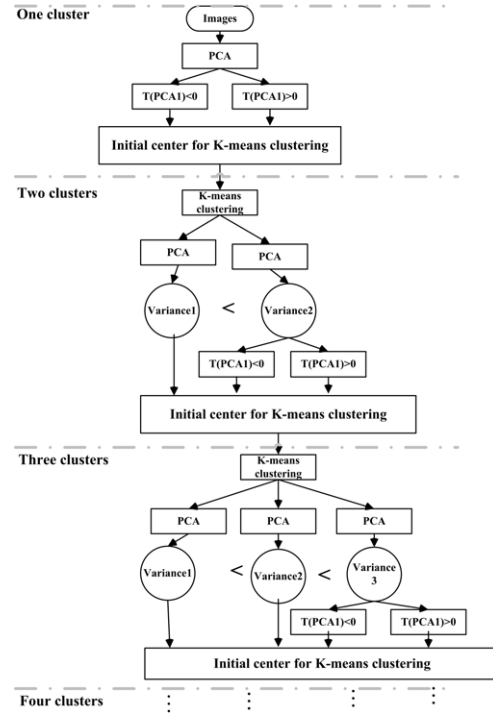 One cluster
Images
PCA
T(PCA1)<0
T(PCA1)>0
Initial center for K-means clustering
Two clusters
K-means
clustering
PCA
PCA
Variance1
<
Variance2
T(PCA1)<0
T(PCA1)>0
Initial center for K-means clustering
Three clusters
K-means
clustering
PCA
PCA
PCA
Variance1
<
Variance2
<
Variance
3
T(PCA1)<0
T(PCA1)>0
Initial center for K-means clustering
Four clusters